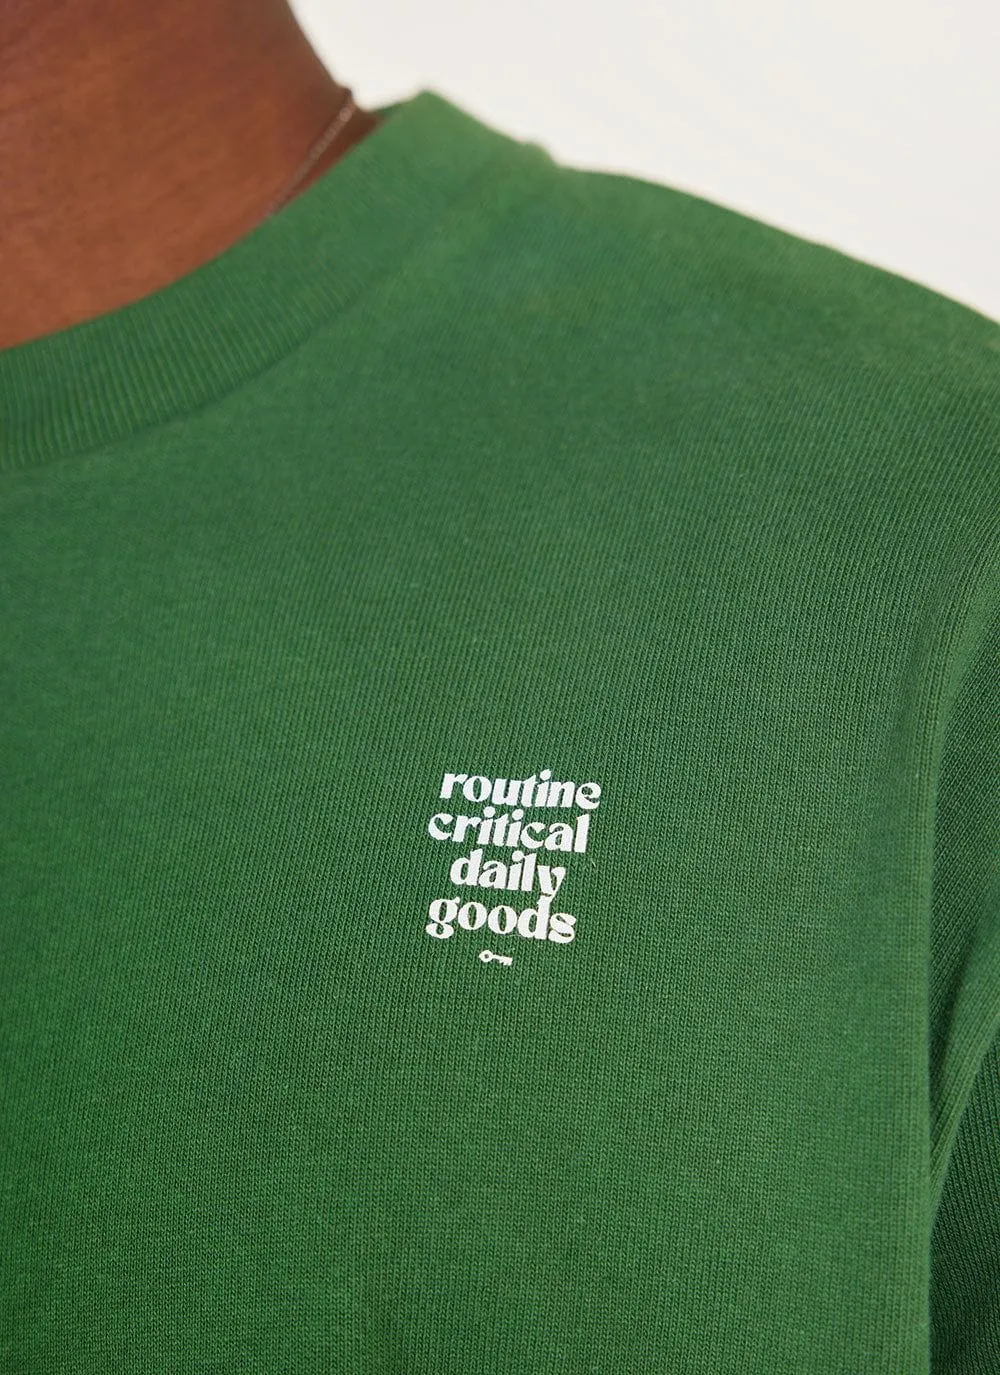 routine
critical
daily
goods